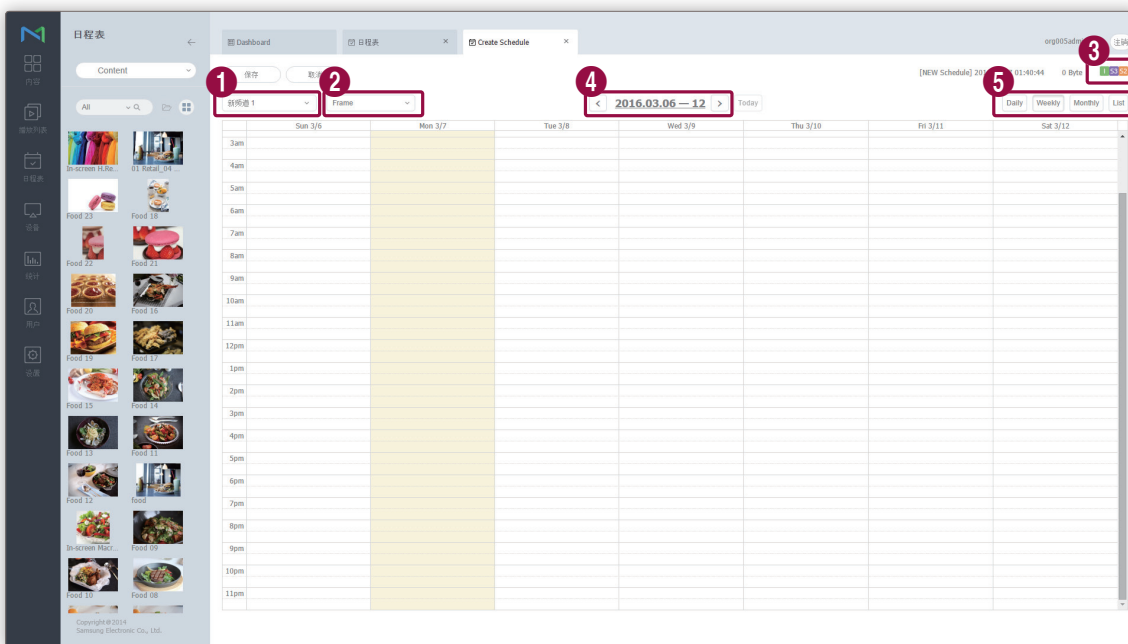 日程表
←
Content
All
In-screen H.Re...
01 Retail_04 ...
Food 23
Food 18
Food 22
Food 21
Food 20
Food 16
Food 19
Food 17
Food 15
Food 14
Food 13
Food 11
Food 12
food
In-screen Macr...
Food 09
Food 10
Food 08
Copyright@2014
Samsung Electronic Co., Ltd.
内容
播放列表
日程表
设备
统计
用户
设置
Dashboard
日程表 ×
Create Schedule ×
注销
保存
取消
[NEW Schedule]
01:40:44
0 Byte
I S3 S2
1
2
3
4
5
频道 1
Frame
< 2016.03.06 — 12 >
Today
Daily Weekly Monthly List
Sun 3/6 Mon 3/7 Tue 3/8 Wed 3/9 Thu 3/10 Fri 3/11 Sat 3/12
3am
4am
5am
6am
7am
8am
9am
10am
11am
12pm
1pm
2pm
3pm
4pm
5pm
6pm
7pm
8pm
9pm
10pm
11pm